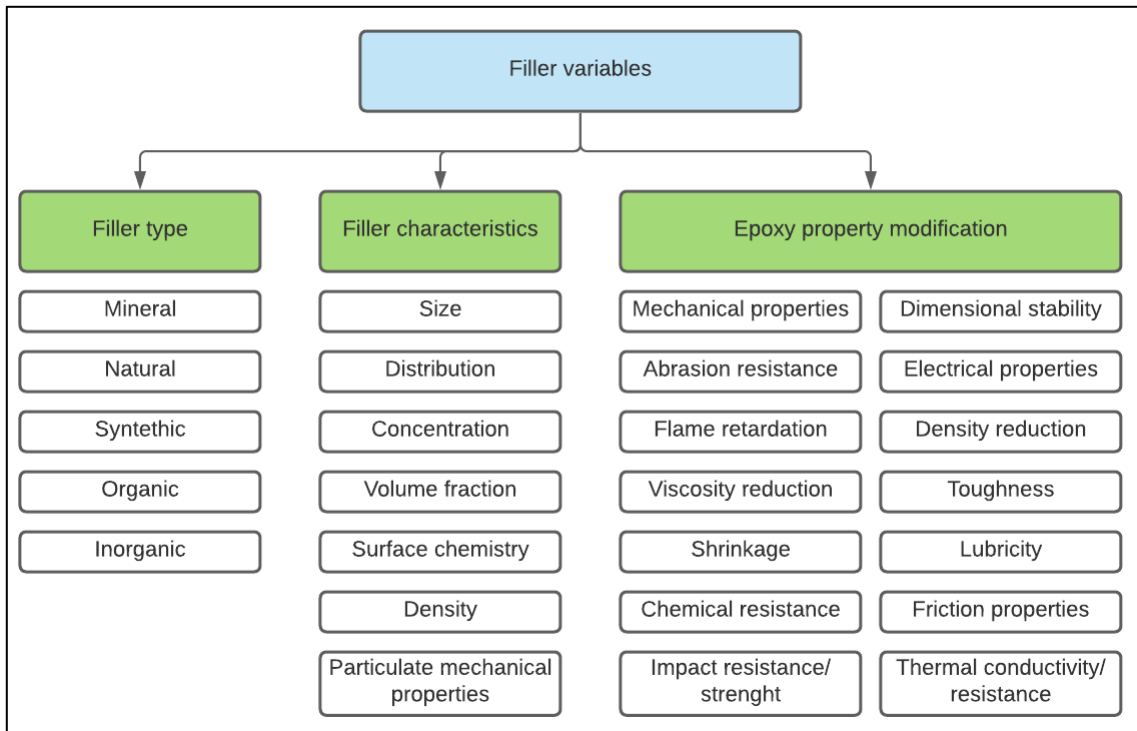 Filler variables
Filler type
Filler characteristics
Epoxy property modification
Mineral
Natural
Syntethic
Organic
Inorganic
Size
Distribution
Concentration
Volume fraction
Surface chemistry
Density
Particulate mechanical
properties
Mechanical properties
Abrasion resistance
Flame retardation
Viscosity reduction
Shrinkage
Chemical resistance
Impact resistance/
strenght
Dimensional stability
Electrical properties
Density reduction
Toughness
Lubricity
Friction properties
Thermal conductivity/
resistance